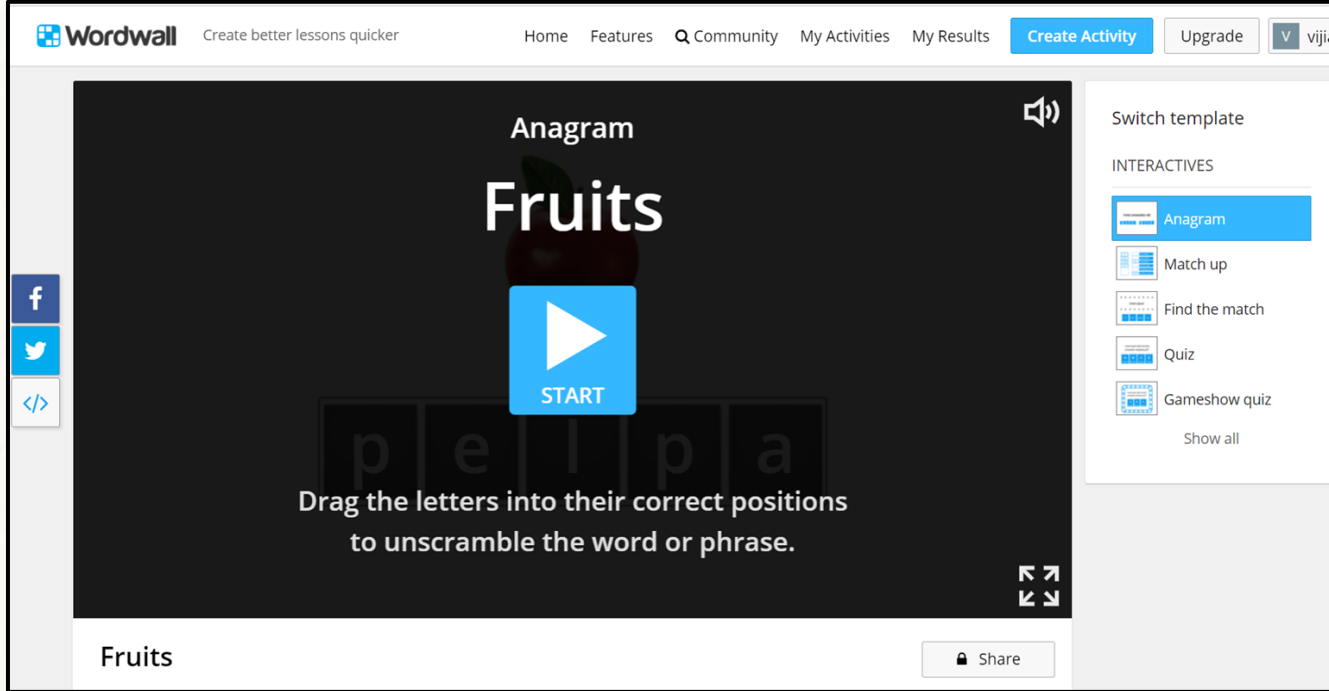 Wordwall Create better lessons quicker Home Features Community My Activities My Results Create Activity Upgrade V
Anagram
Fruits
START
p e l p a
Drag the letters into their correct positions
to unscramble the word or phrase.
Switch template
INTERACTIVES
Anagram
Match up
Find the match
Quiz
Gameshow quiz
Show all
f
</>
Fruits
Share